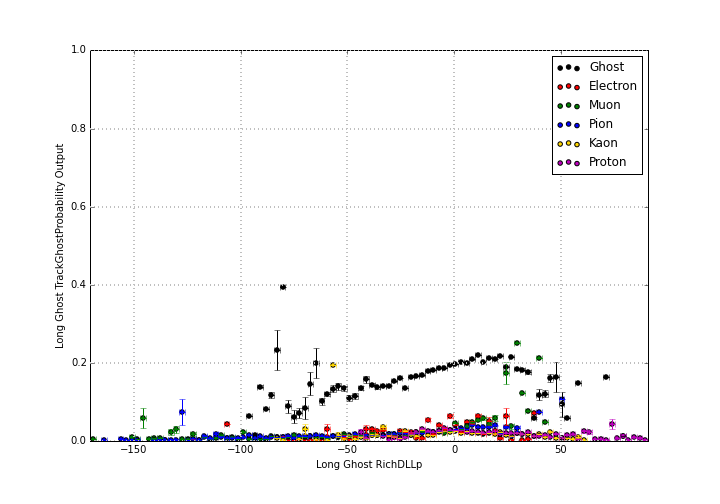 1.0
0.8
0.6
0.4
0.2
0.0
Long Ghost TrackGhostProbability Output
−150
−100
−50
0
50
Long Ghost RichDLLp
Ghost
Electron
Muon
Pion
Kaon
Proton